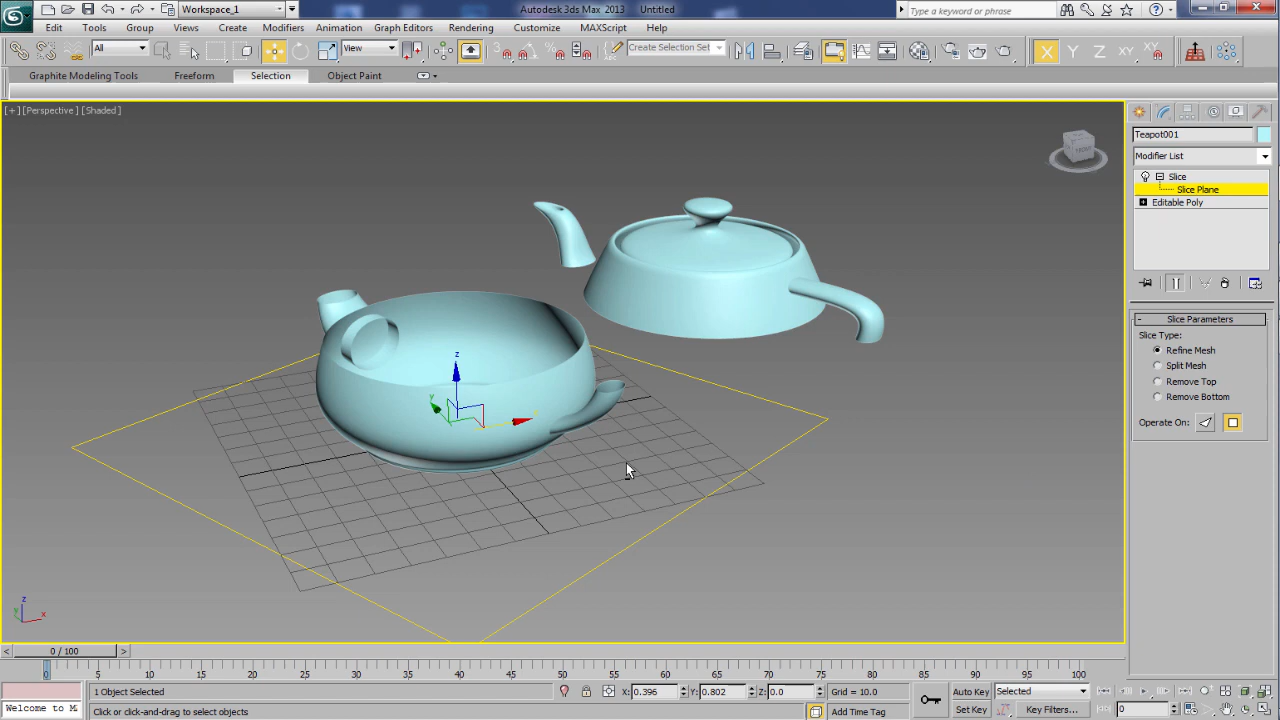 Workspace_1
Autodesk 3ds Max 2013 Untitled
Type a keyword or phrase
Edit Tools Group Views Create Modifiers Animation Graph Editors Rendering Customize MAXScript Help
All View Create Selection Set X Y Z XY
Graphite Modeling Tools Freeform Selection Object Paint
[+] [Perspective] [Shaded]
Teapot001
Modifier List
Slice
Slice Plane
Editable Poly
Slice Parameters
Slice Type:
Refine Mesh
Split Mesh
Remove Top
Remove Bottom
Operate On:
z
y
z
y
x
0 / 100
0 5 10 15 20 25 30 35 40 45 50 55 60 65 70 75 80 85 90 95 100
1 Object Selected X: 0.396 Y: 0.802 Z: 0.0 Grid = 10.0 Auto Key Selected
Welcome to M Click or click-and-drag to select objects Add Time Tag Set Key Key Filters... 0